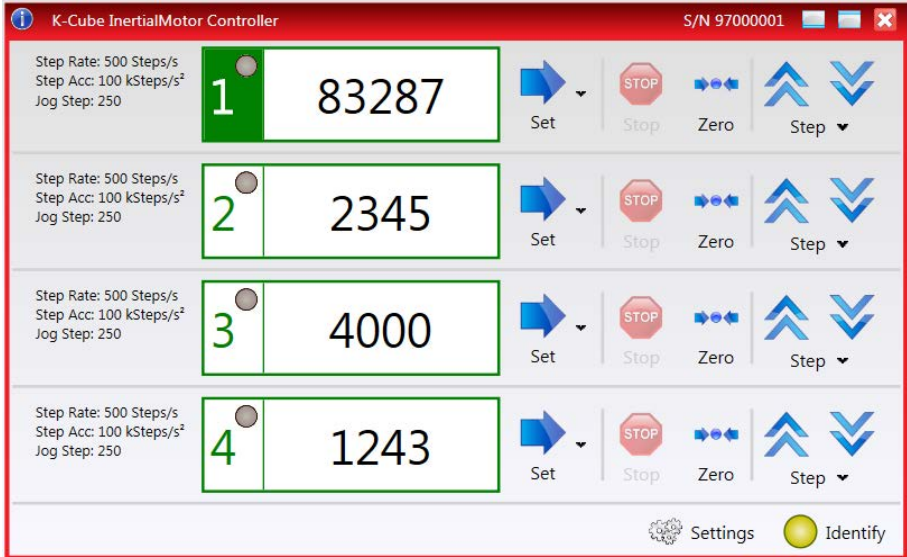 K-Cube InertialMotor Controller S/N 97000001
Step Rate: 500 Steps/s
Step Acc: 100 kSteps/s²
Jog Step: 250
1 83287
Set STOP Stop Zero Step
Step Rate: 500 Steps/s
Step Acc: 100 kSteps/s²
Jog Step: 250
2 2345
Set STOP Stop Zero Step
Step Rate: 500 Steps/s
Step Acc: 100 kSteps/s²
Jog Step: 250
3 4000
Set STOP Stop Zero Step
Step Rate: 500 Steps/s
Step Acc: 100 kSteps/s²
Jog Step: 250
4 1243
Set STOP Stop Zero Step
Settings Identify